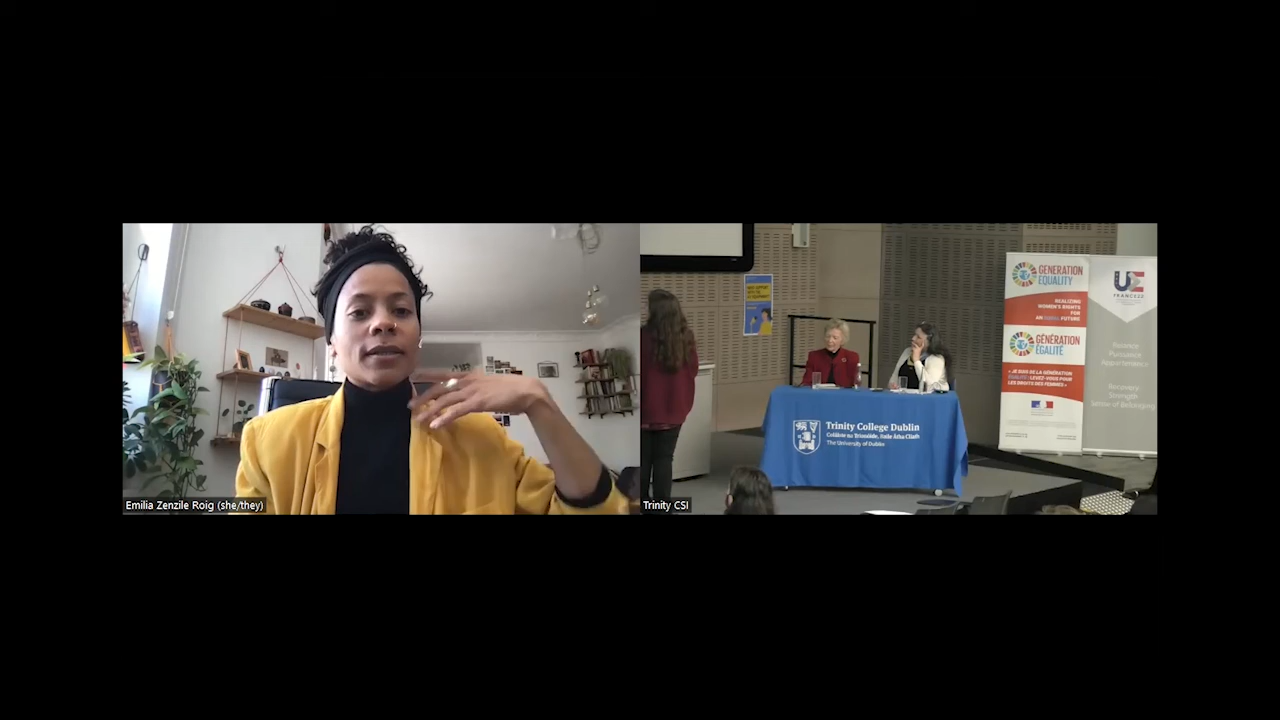 Emilia Zenzile Roig (she/they)
Trinity CSI
Trinity College Dublin
Coláiste na Tríonóide, Baile Átha Cliath
The University of Dublin
GENERATION
EQUALITY
REALIZING
WOMEN'S RIGHTS
FOR
AN EQUAL FUTURE
GÉNÉRATION
ÉGALITÉ
« JE SUIS DE LA GÉNÉRATION
ÉGALITÉ : LEVEZ-VOUS POUR
LES DROITS DES FEMMES »
UE
FRANCE22
Relance
Puissance
Appartenance
Recovery
Strength
Sense of Belonging